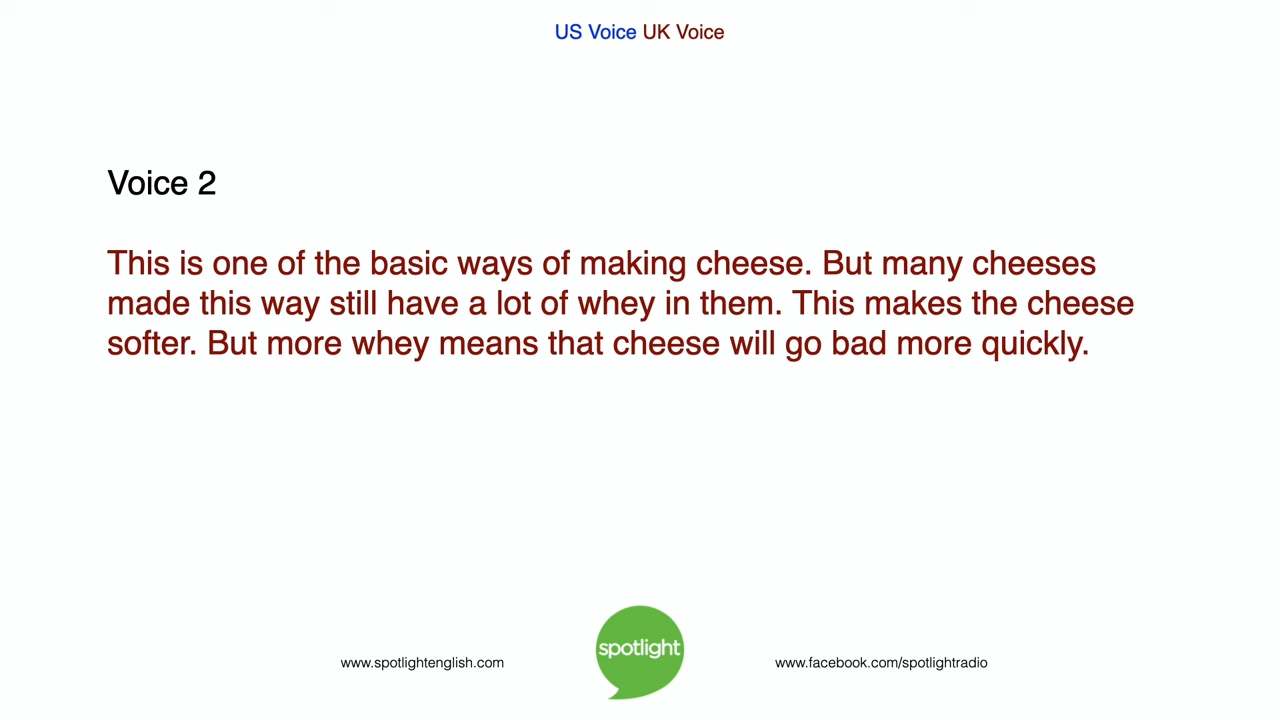 US Voice UK Voice
Voice 2
This is one of the basic ways of making cheese. But many cheeses
made this way still have a lot of whey in them. This makes the cheese
softer. But more whey means that cheese will go bad more quickly.
spotlight
www.spotlightenglish.com
www.facebook.com/spotlightradio